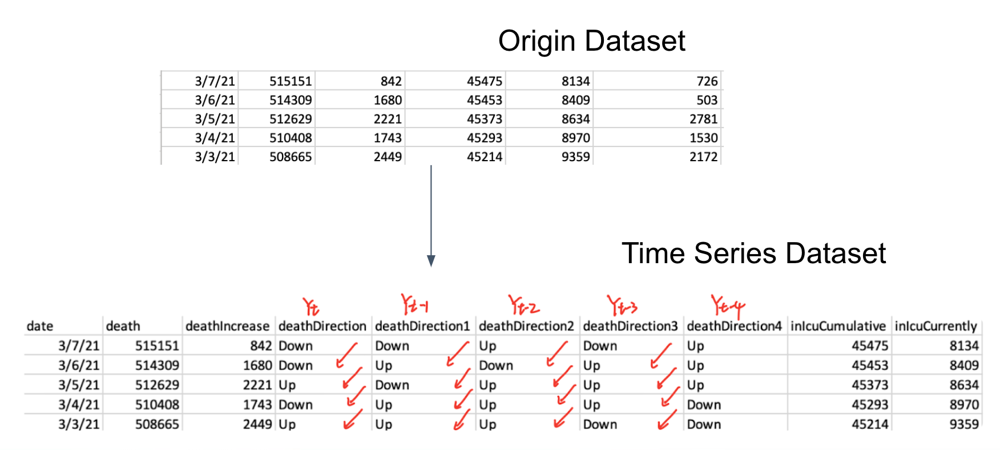 Origin Dataset
3/7/21 515151 842 45475 8134 726
3/6/21 514309 1680 45453 8409 503
3/5/21 512629 2221 45373 8634 2781
3/4/21 510408 1743 45293 8970 1530
3/3/21 508665 2449 45214 9359 2172
Time Series Dataset
Yt Yt-1 Yt-2 Yt-3 Yt-4
date death deathIncrease deathDirection deathDirection1 deathDirection2 deathDirection3 deathDirection4 inIcuCumulative inIcuCurrently
3/7/21 515151 842 Down Down Up Down Up 45475 8134
3/6/21 514309 1680 Down Up Down Up Up 45453 8409
3/5/21 512629 2221 Up Down Up Up Up 45373 8634
3/4/21 510408 1743 Down Up Up Up Down 45293 8970
3/3/21 508665 2449 Up Up Up Down Down 45214 9359